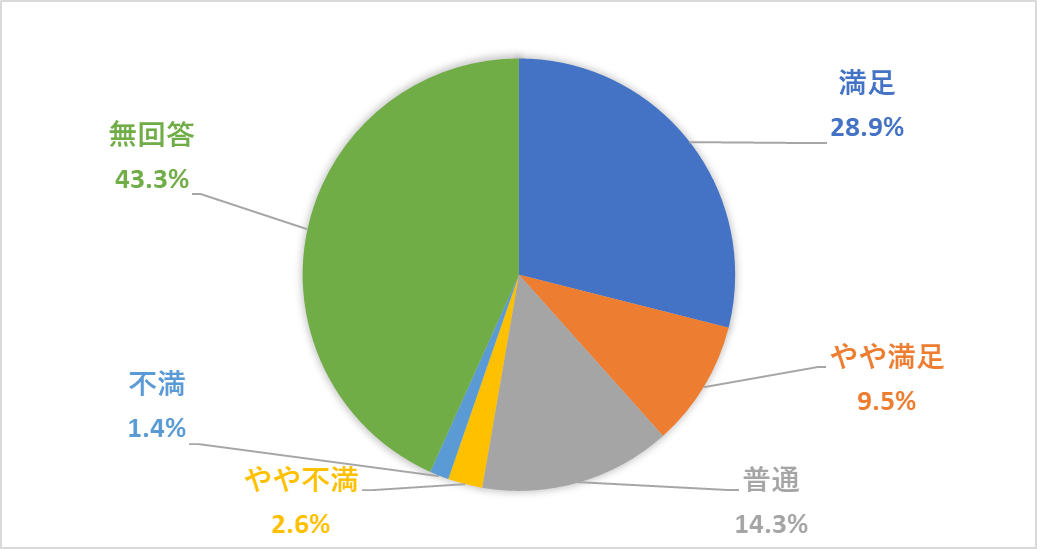 満足
28.9%
やや満足
9.5%
普通
14.3%
やや不満
2.6%
不満
1.4%
無回答
43.3%